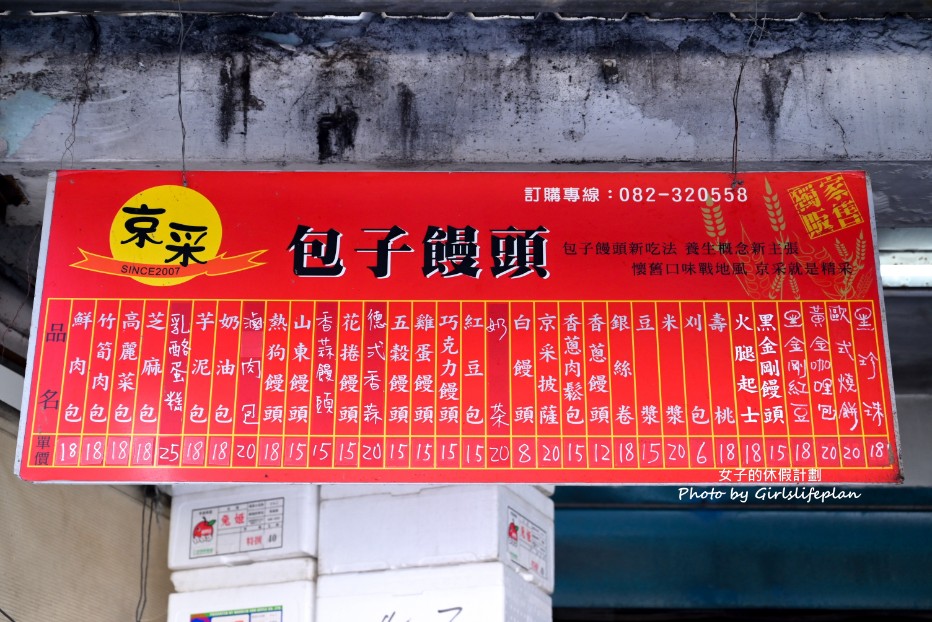 訂購專線：082-320558
京采
SINCE2007
包子饅頭
包子饅頭新吃法 養生概念新主張
懷舊口味戰地風 京采就是精采
獨家販售
品名 單價
鮮肉包 18
竹筍肉包 18
高麗菜包 18
芝麻包 18
乳酪蛋糕 25
芋泥包 18
奶油包 18
滷肉包 20
熱狗饅頭 18
山東饅頭 15
香蒜饅頭 15
花捲饅頭 15
德式香蒜 20
五穀饅頭 15
雞蛋饅頭 15
巧克力饅頭 15
紅豆包 15
奶茶 20
白饅頭 8
京采披薩 20
香蔥肉鬆包 15
香蔥饅頭 12
銀絲卷 18
豆漿 15
米漿 20
刈包 6
壽桃 18
火腿起士 18
黑金剛饅頭 15
黑金剛紅豆 18
黃金咖哩包 20
歐式燒餅 20
黑珍珠 18
女子的休假計劃
Photo by Girlslifeplan
兔姬
特撰 40
兔姬